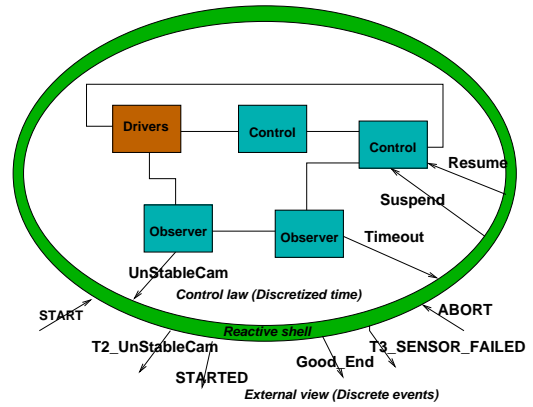 Drivers
Control
Control
Resume
Suspend
Observer
Observer
Timeout
UnStableCam
Control law (Discretized time)
START
ABORT
Reactive shell
T2_UnStableCam
T3_SENSOR_FAILED
Good_End
STARTED
External view (Discrete events)